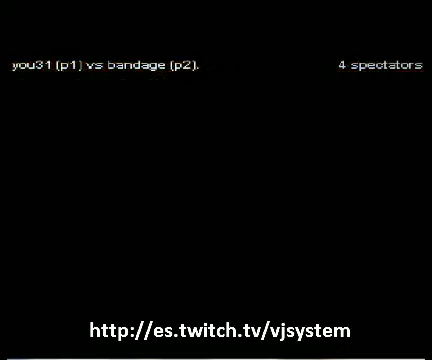 you31 (p1) vs bandage (p2). 4 spectators
http://es.twitch.tv/vjsystem